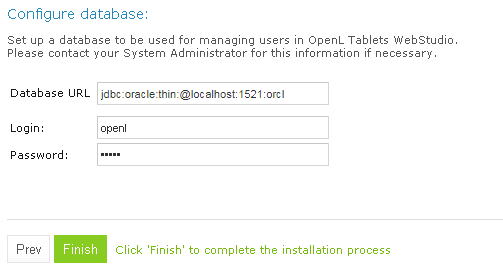 Configure database:
Set up a database to be used for managing users in OpenL Tablets WebStudio.
Please contact your System Administrator for this information if necessary.
Database URL jdbc:oracle:thin:@localhost:1521:orcl
Login: openl
Password: •••••
Prev Finish Click 'Finish' to complete the installation process